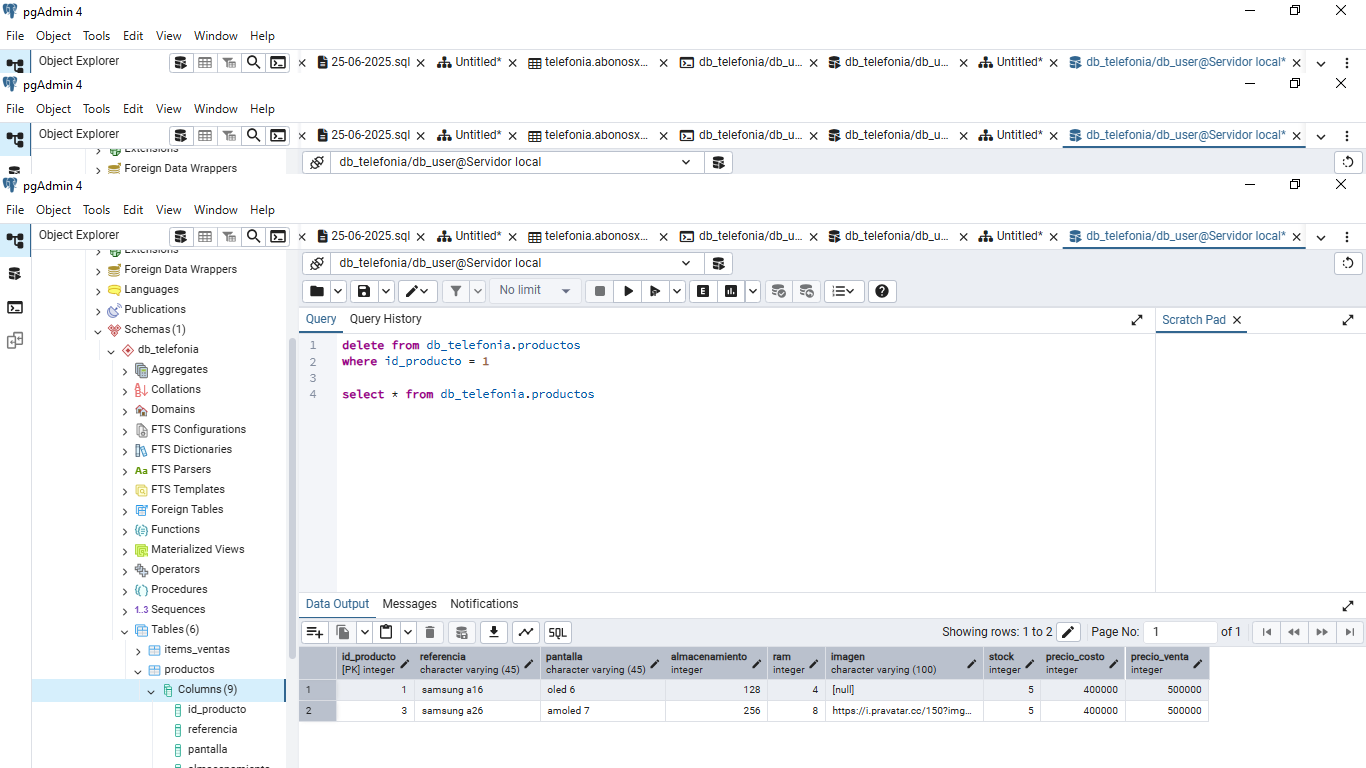 pgAdmin 4
File Object Tools Edit View Window Help
Object Explorer
25-06-2025.sql Untitled* telefonia.abonosx... db_telefonia/db_u... db_telefonia/db_u... Untitled* db_telefonia/db_user@Servidor local*
pgAdmin 4
File Object Tools Edit View Window Help
Object Explorer
25-06-2025.sql Untitled* telefonia.abonosx... db_telefonia/db_u... db_telefonia/db_u... Untitled* db_telefonia/db_user@Servidor local*
Extensions
Foreign Data Wrappers
db_telefonia/db_user@Servidor local
pgAdmin 4
File Object Tools Edit View Window Help
Object Explorer
25-06-2025.sql Untitled* telefonia.abonosx... db_telefonia/db_u... db_telefonia/db_u... Untitled* db_telefonia/db_user@Servidor local*
Extensions
Foreign Data Wrappers
Languages
Publications
Schemas (1)
db_telefonia
Aggregates
Collations
Domains
FTS Configurations
FTS Dictionaries
Aa FTS Parsers
FTS Templates
Foreign Tables
Functions
Materialized Views
Operators
Procedures
1..3 Sequences
Tables (6)
items_ventas
productos
Columns (9)
id_producto
referencia
pantalla
almacenamiento
db_telefonia/db_user@Servidor local
No limit
E
Query Query History
Scratch Pad
1 delete from db_telefonia.productos
2 where id_producto = 1
3
4 select * from db_telefonia.productos
Data Output Messages Notifications
SQL
Showing rows: 1 to 2 Page No: 1 of 1
id_producto referencia pantalla almacenamiento ram imagen stock precio_costo precio_venta
[PK] integer character varying (45) character varying (45) integer integer character varying (100) integer integer integer
1 1 samsung a16 oled 6 128 4 [null] 5 400000 500000
2 3 samsung a26 amoled 7 256 8 https://i.pravatar.cc/150?img... 5 400000 500000